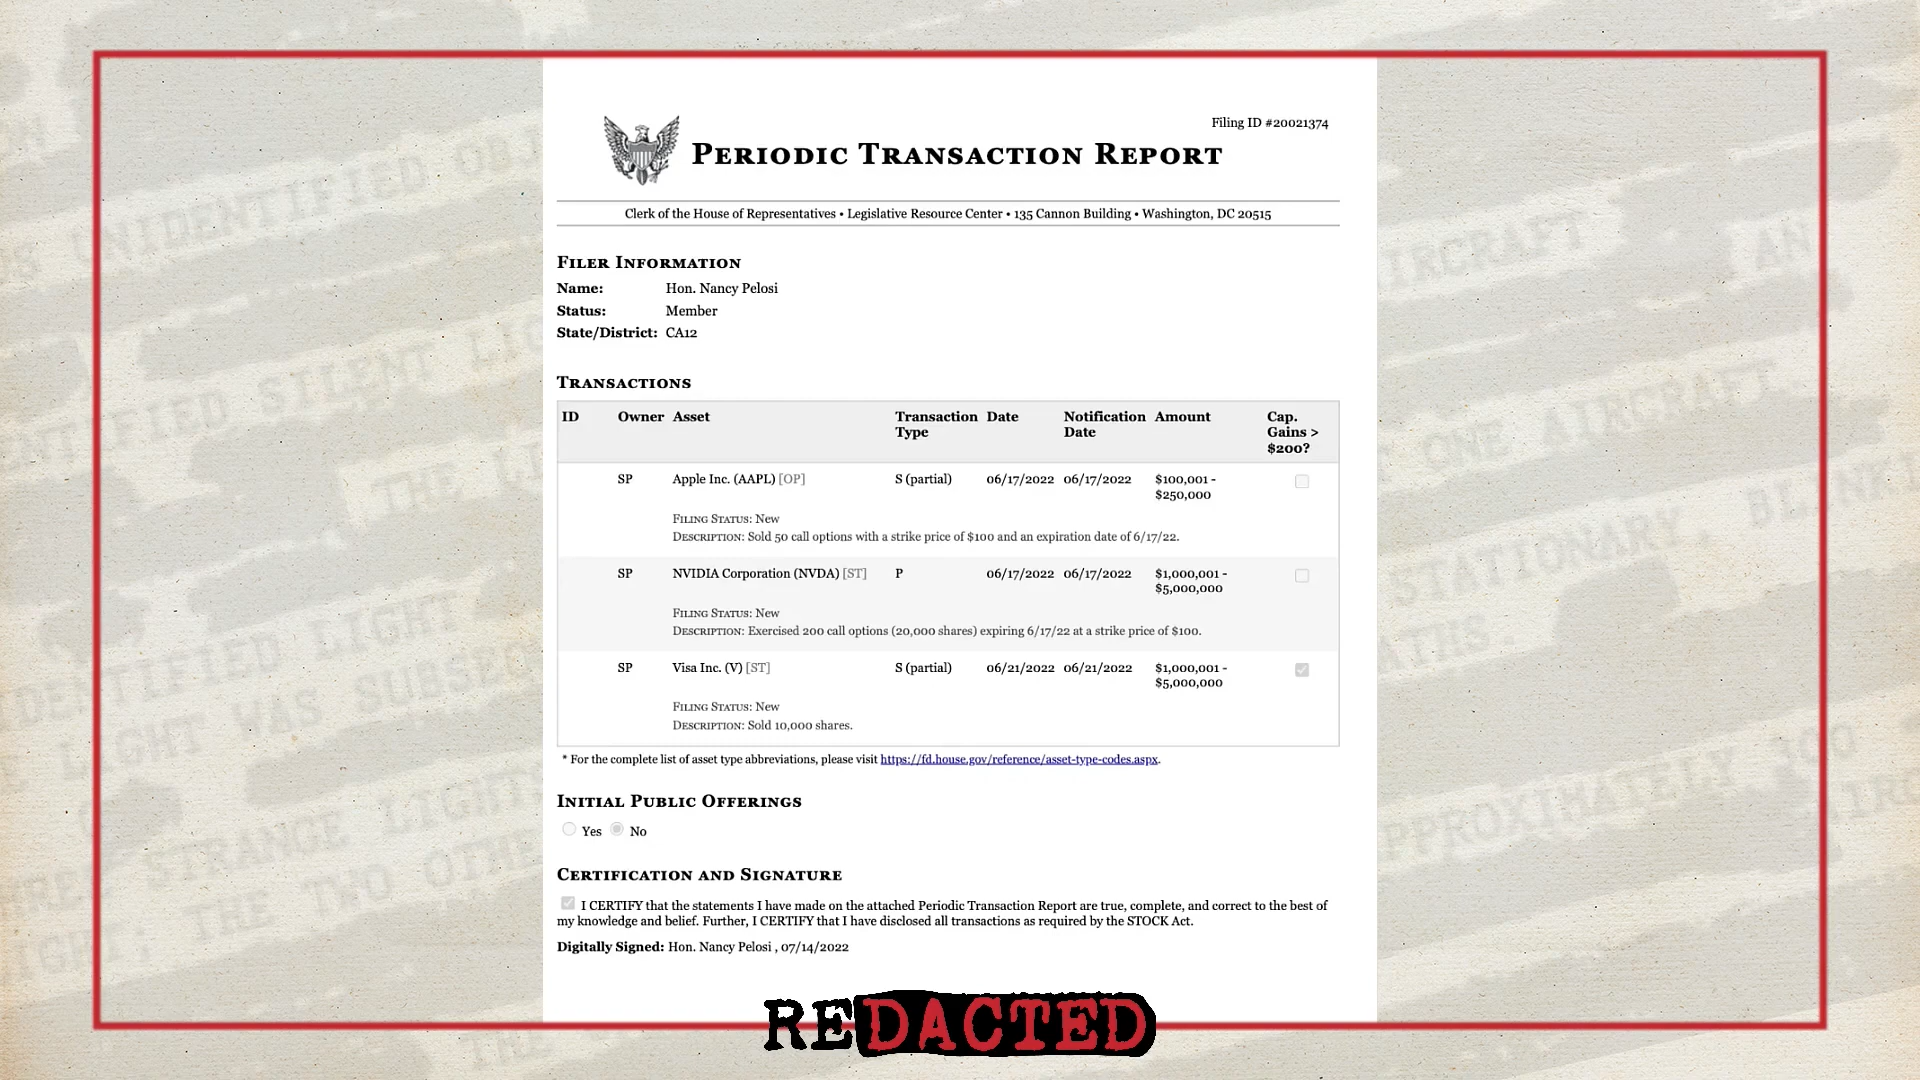 Filing ID #20021374
PERIODIC TRANSACTION REPORT
Clerk of the House of Representatives • Legislative Resource Center • 135 Cannon Building • Washington, DC 20515
FILER INFORMATION
Name: Hon. Nancy Pelosi
Status: Member
State/District: CA12
TRANSACTIONS
ID Owner Asset Transaction Type Date Notification Date Amount Cap. Gains > $200?
SP Apple Inc. (AAPL) [OP] S (partial) 06/17/2022 06/17/2022 $100,001 - $250,000
FILING STATUS: New
DESCRIPTION: Sold 50 call options with a strike price of $100 and an expiration date of 6/17/22.
SP NVIDIA Corporation (NVDA) [ST] P 06/17/2022 06/17/2022 $1,000,001 - $5,000,000
FILING STATUS: New
DESCRIPTION: Exercised 200 call options (20,000 shares) expiring 6/17/22 at a strike price of $100.
SP Visa Inc. (V) [ST] S (partial) 06/21/2022 06/21/2022 $1,000,001 - $5,000,000
FILING STATUS: New
DESCRIPTION: Sold 10,000 shares.
* For the complete list of asset type abbreviations, please visit https://fd.house.gov/reference/asset-type-codes.aspx.
INITIAL PUBLIC OFFERINGS
Yes No
CERTIFICATION AND SIGNATURE
I CERTIFY that the statements I have made on the attached Periodic Transaction Report are true, complete, and correct to the best of
my knowledge and belief. Further, I CERTIFY that I have disclosed all transactions as required by the STOCK Act.
Digitally Signed: Hon. Nancy Pelosi , 07/14/2022
REDACTED